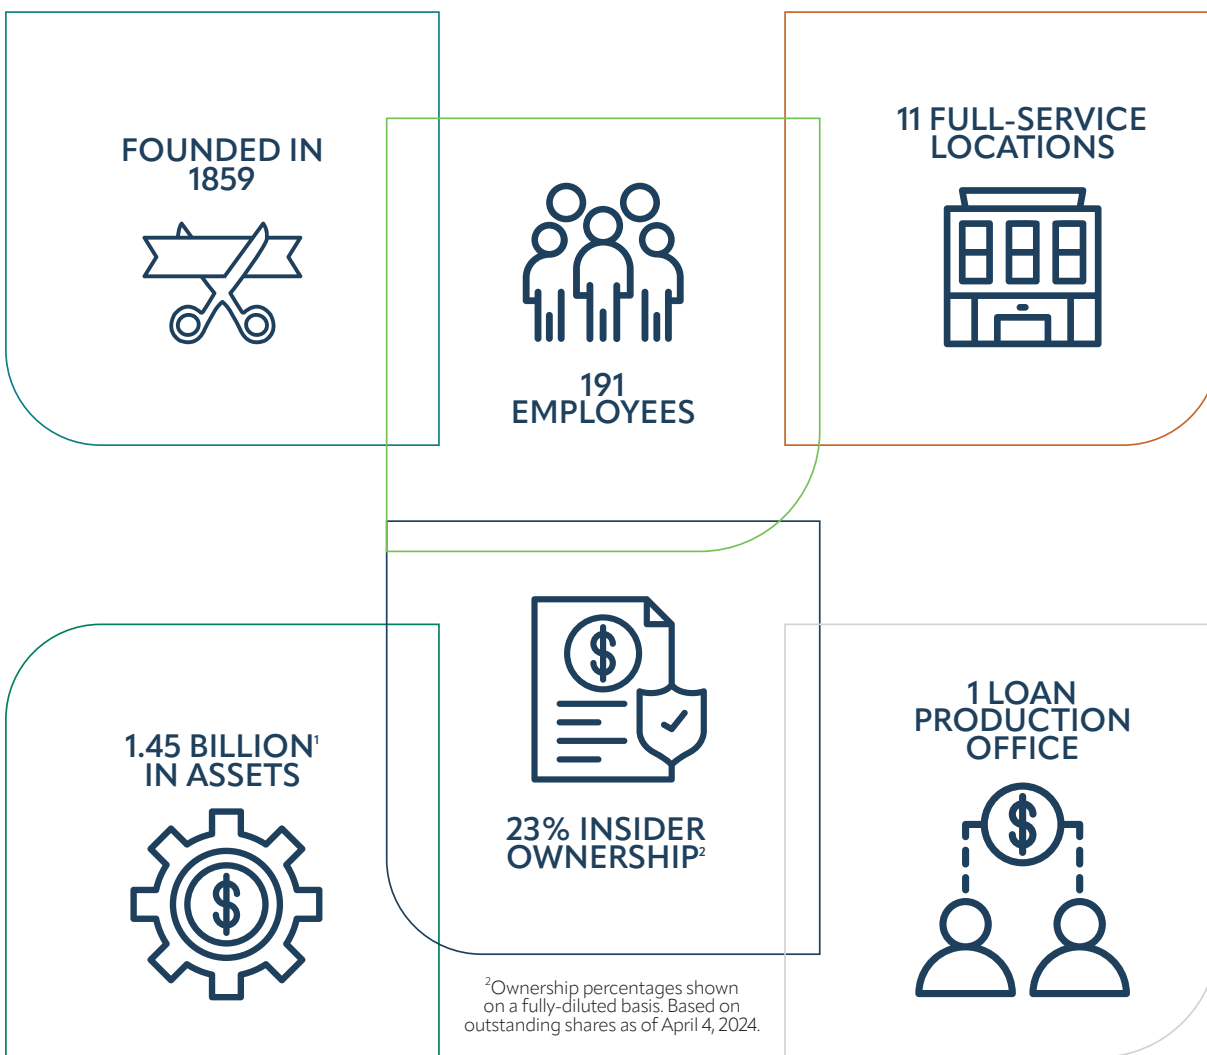 FOUNDED IN
1859
191
EMPLOYEES
11 FULL-SERVICE
LOCATIONS
1.45 BILLION¹
IN ASSETS
23% INSIDER
OWNERSHIP²
²Ownership percentages shown
on a fully-diluted basis. Based on
outstanding shares as of April 4, 2024.
1 LOAN
PRODUCTION
OFFICE